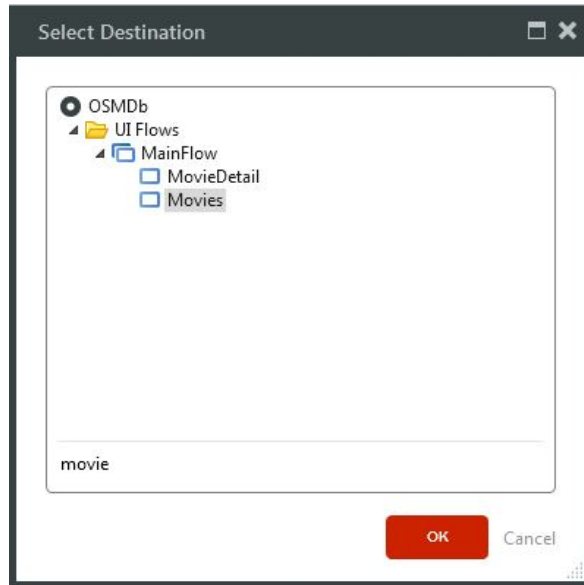 Select Destination
OSMDb
UI Flows
MainFlow
MovieDetail
Movies
movie
OK
Cancel